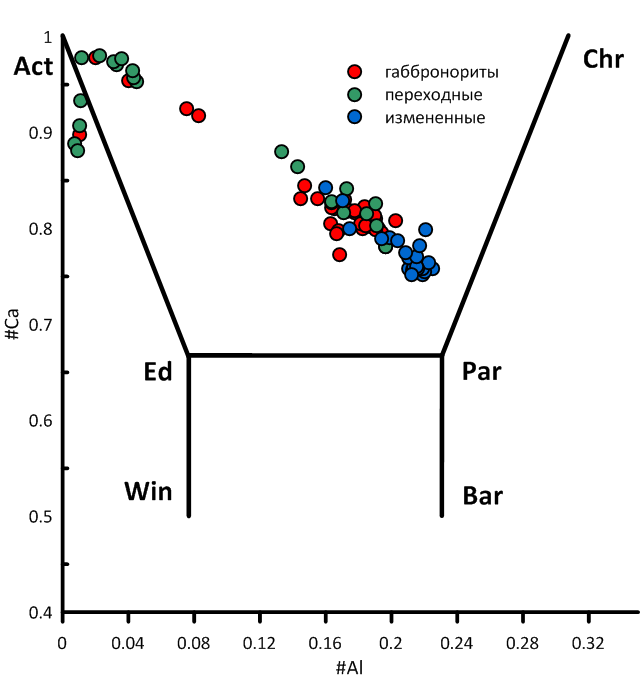 1
Act
Chr
габбронориты
переходные
измененные
0.9
0.8
0.7
#Ca
Ed
Par
0.6
Win
Bar
0.5
0.4
0
0.04
0.08
0.12
0.16
0.2
0.24
0.28
0.32
#Al